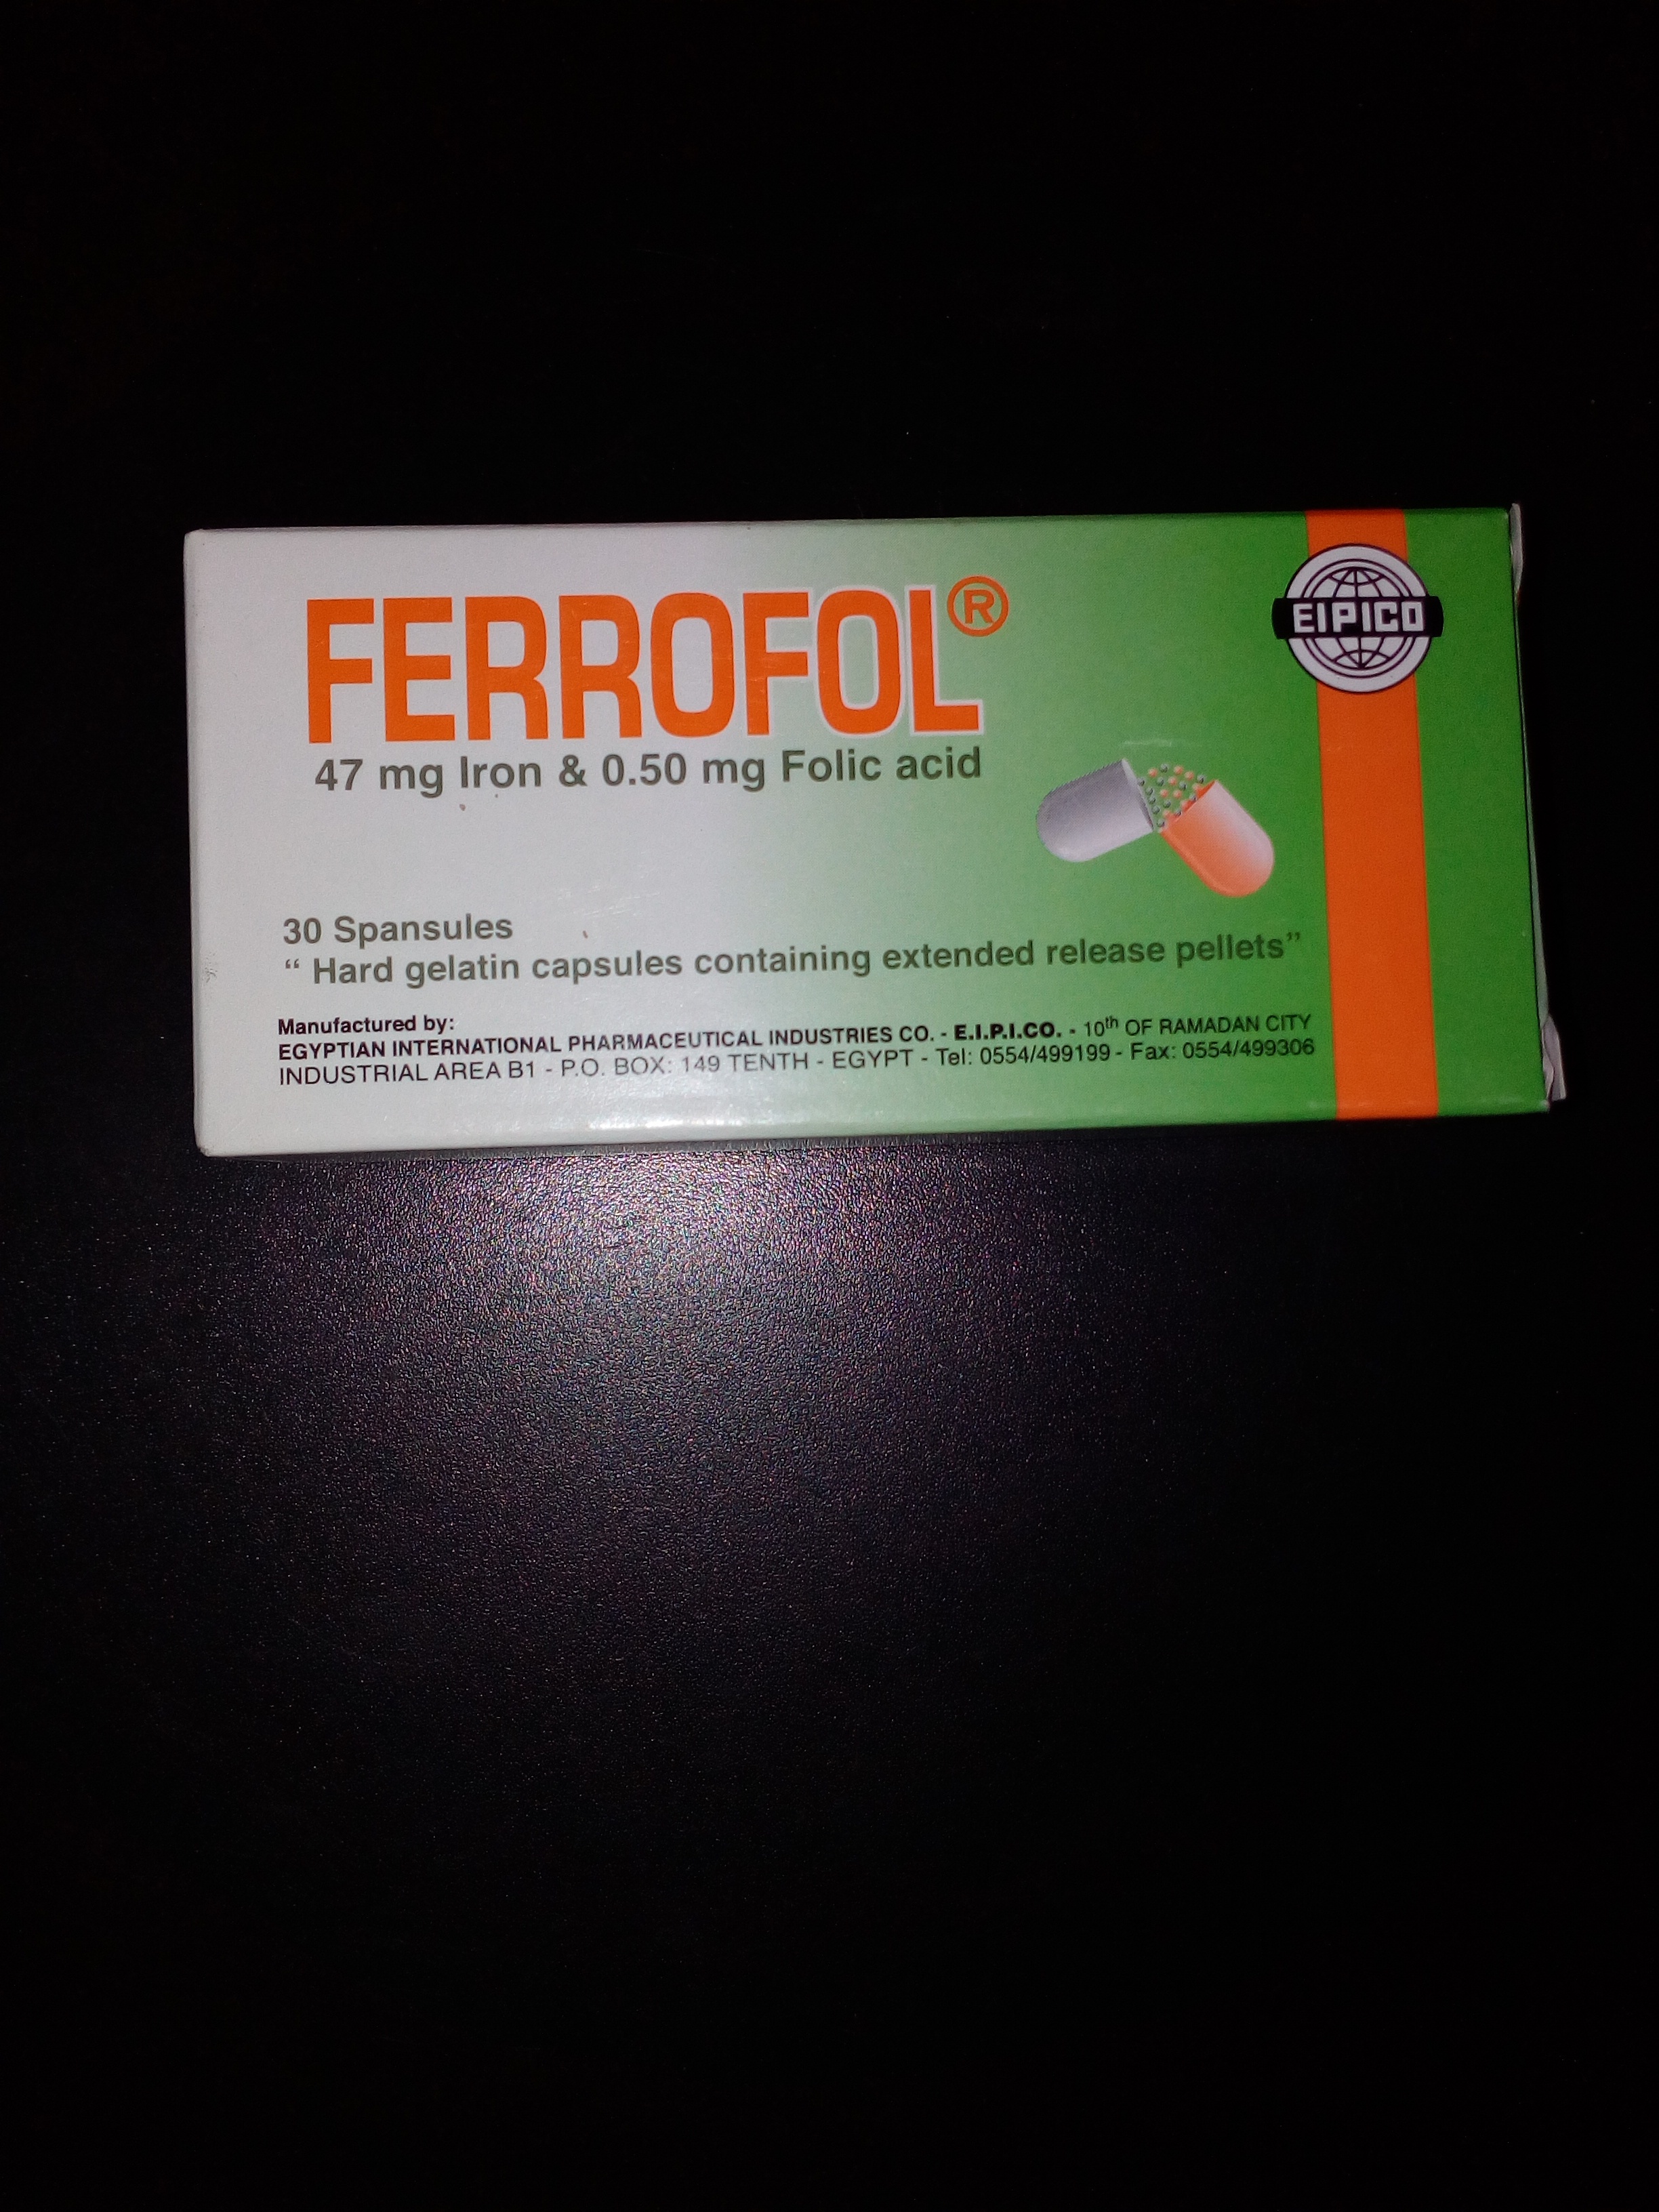 FERROFOL®
EIPICO
47 mg Iron & 0.50 mg Folic acid
30 Spansules
“ Hard gelatin capsules containing extended release pellets”
Manufactured by:
EGYPTIAN INTERNATIONAL PHARMACEUTICAL INDUSTRIES CO. - E.I.P.I.CO. - 10th OF RAMADAN CITY
INDUSTRIAL AREA B1 - P.O. BOX: 149 TENTH - EGYPT - Tel: 0554/499199 - Fax: 0554/499306